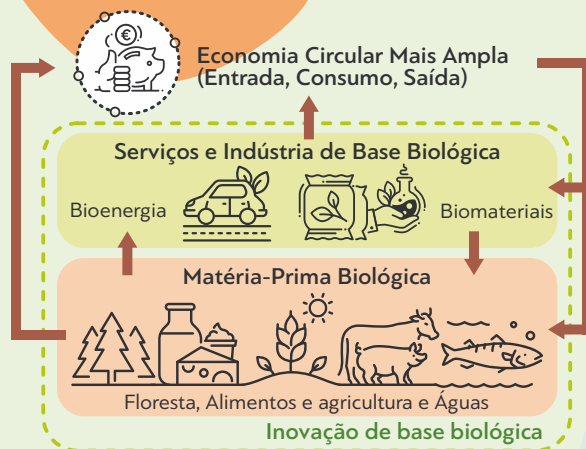 €
Economia Circular Mais Ampla
(Entrada, Consumo, Saída)
Serviços e Indústria de Base Biológica
Bioenergia
Biomateriais
Matéria-Prima Biológica
Floresta, Alimentos e agricultura e Águas
Inovação de base biológica